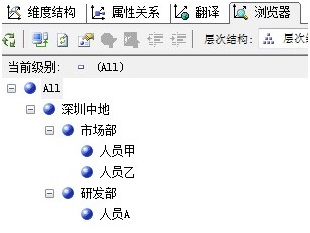 维度结构 属性关系 翻译 浏览器
层次结构: 层次
当前级别: (All)
All
深圳中地
市场部
人员甲
人员乙
研发部
人员A